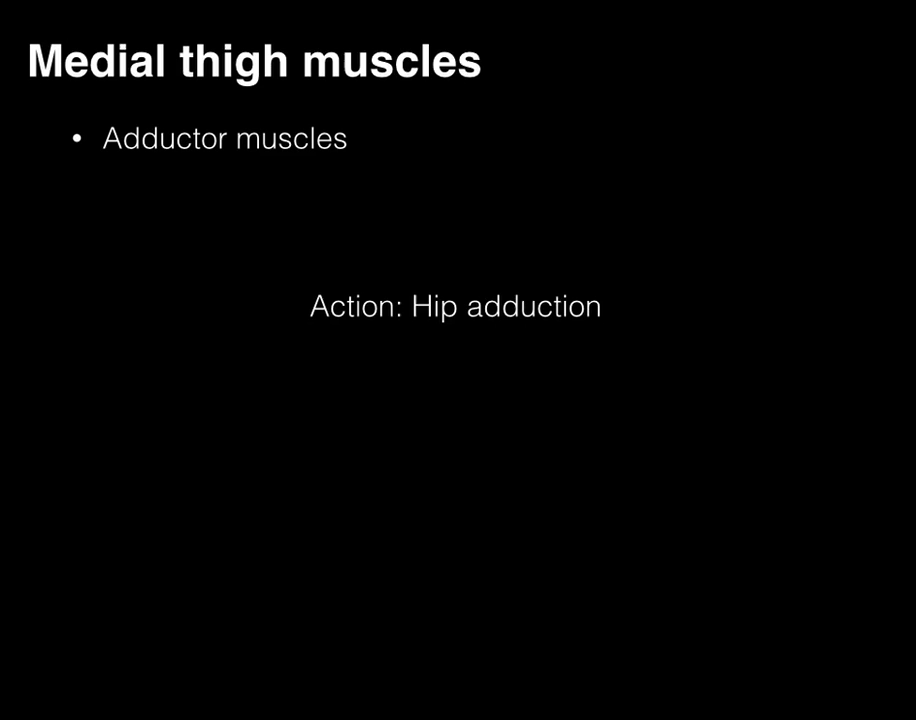 Medial thigh muscles
• Adductor muscles
Action: Hip adduction